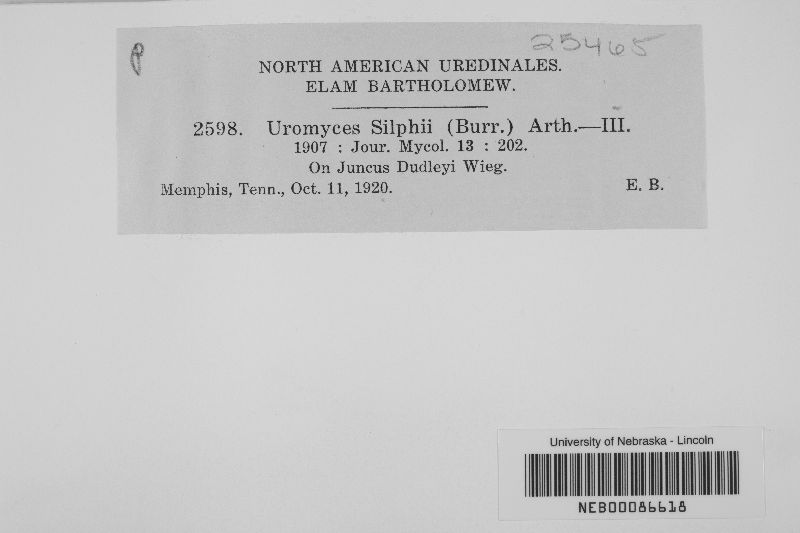 25465
NORTH AMERICAN UREDINALES.
ELAM BARTHOLOMEW.
2598. Uromyces Silphii (Burr.) Arth.—III.
1907 : Jour. Mycol. 13 : 202.
On Juncus Dudleyi Wieg.
Memphis, Tenn., Oct. 11, 1920. E. B.
University of Nebraska - Lincoln
NEB00086618